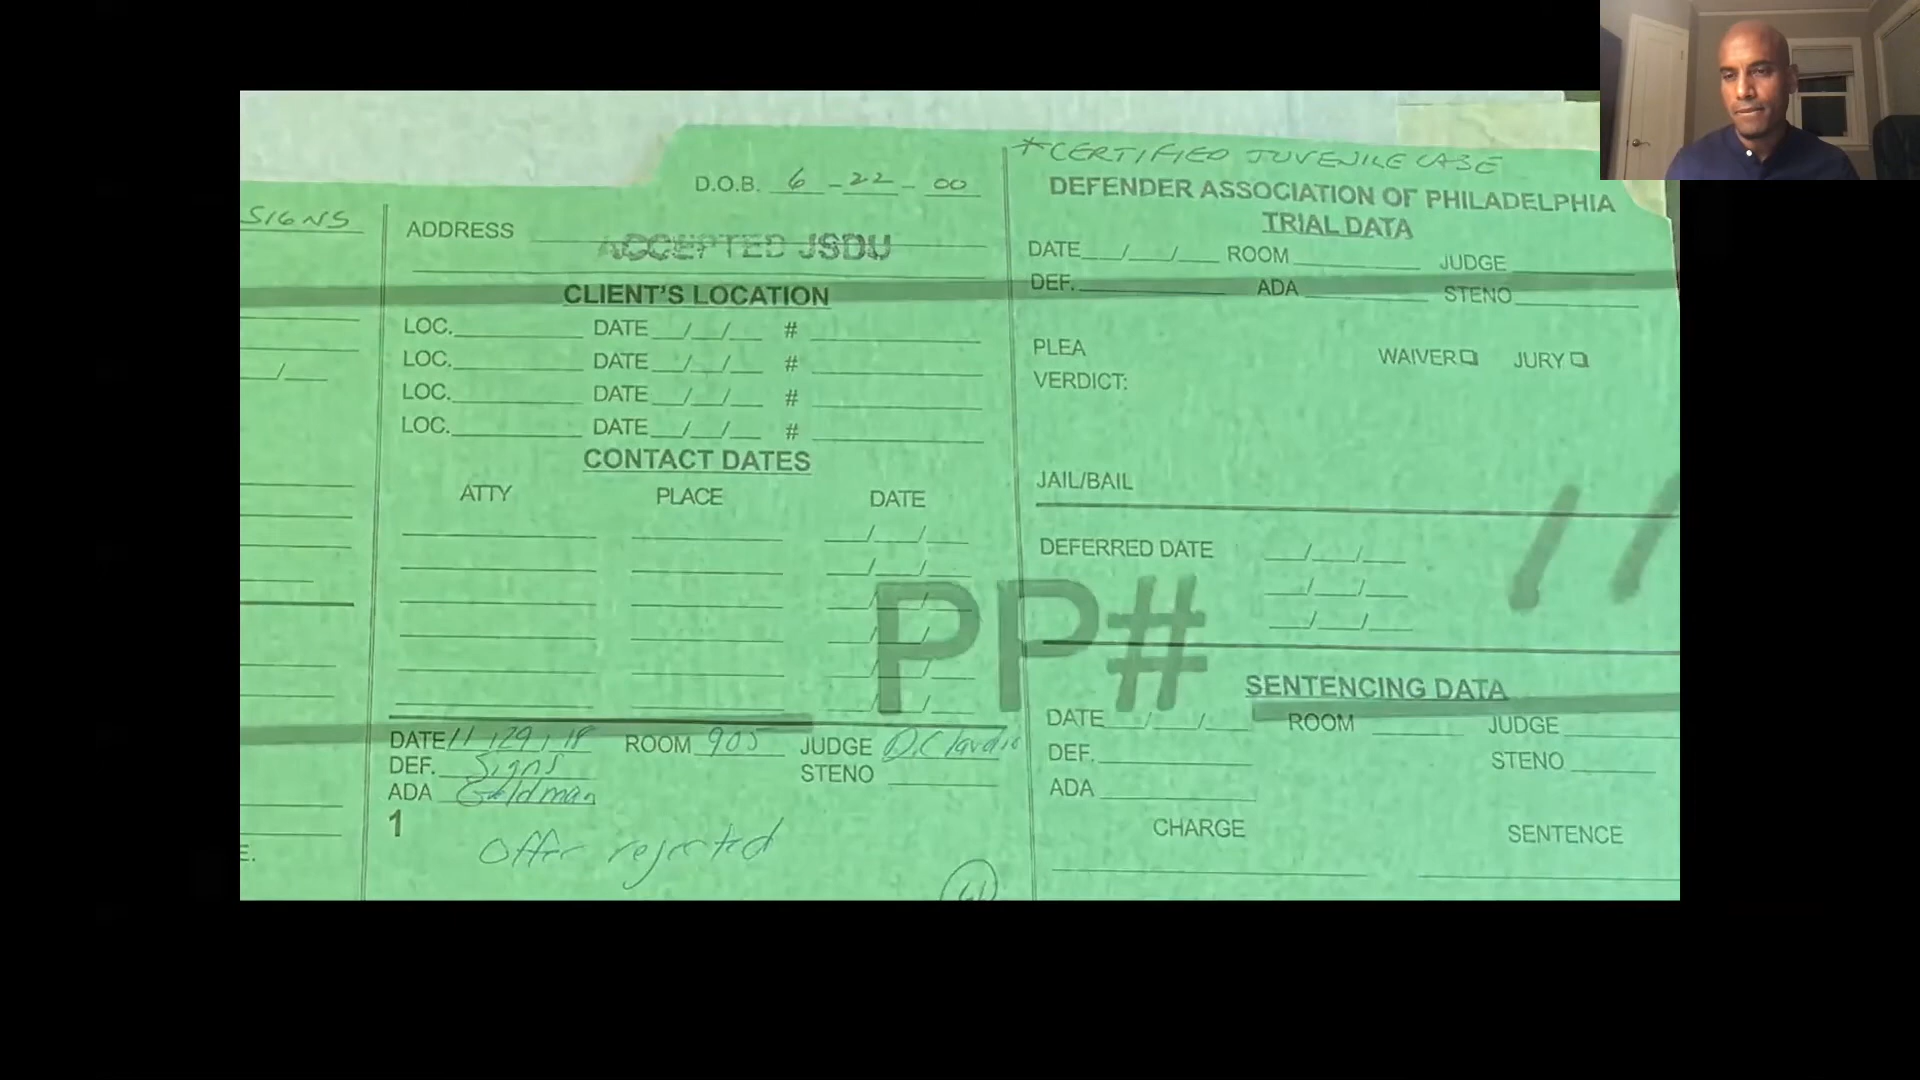 SIGNS
D.O.B. 6 - 22 - 00
ADDRESS
ACCEPTED JSDU
CLIENT'S LOCATION
LOC. DATE / / #
LOC. DATE / / #
LOC. DATE / / #
LOC. DATE / / #
CONTACT DATES
ATTY PLACE DATE
PP#
DATE 11/29/18 ROOM 905 JUDGE D.Clavdio
DEF. Signs STENO
ADA Goldman
1
Offer rejected
*CERTIFIED JUVENILE CASE
DEFENDER ASSOCIATION OF PHILADELPHIA
TRIAL DATA
DATE / / ROOM JUDGE
DEF. ADA STENO
PLEA WAIVER JURY
VERDICT:
JAIL/BAIL
DEFERRED DATE / /
/ /
/ /
SENTENCING DATA
DATE / / ROOM JUDGE
DEF. STENO
ADA
CHARGE SENTENCE